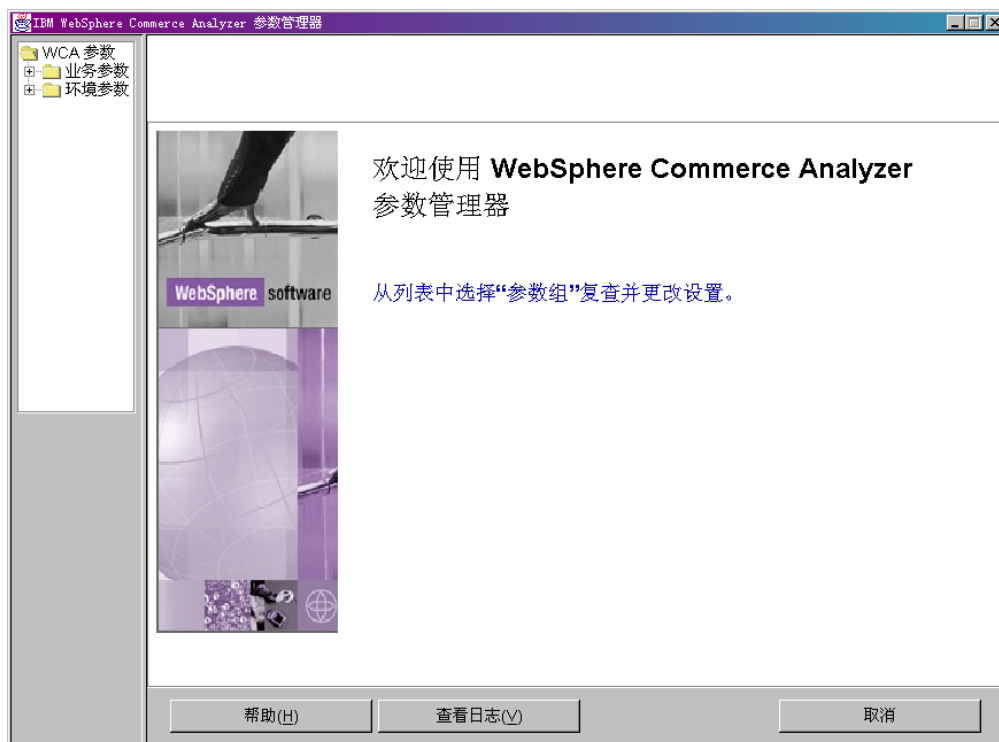 IBM WebSphere Commerce Analyzer 参数管理器
WCA 参数
业务参数
环境参数
欢迎使用 WebSphere Commerce Analyzer
参数管理器
WebSphere software
从列表中选择“参数组”复查并更改设置。
帮助(H)
查看日志(V)
取消